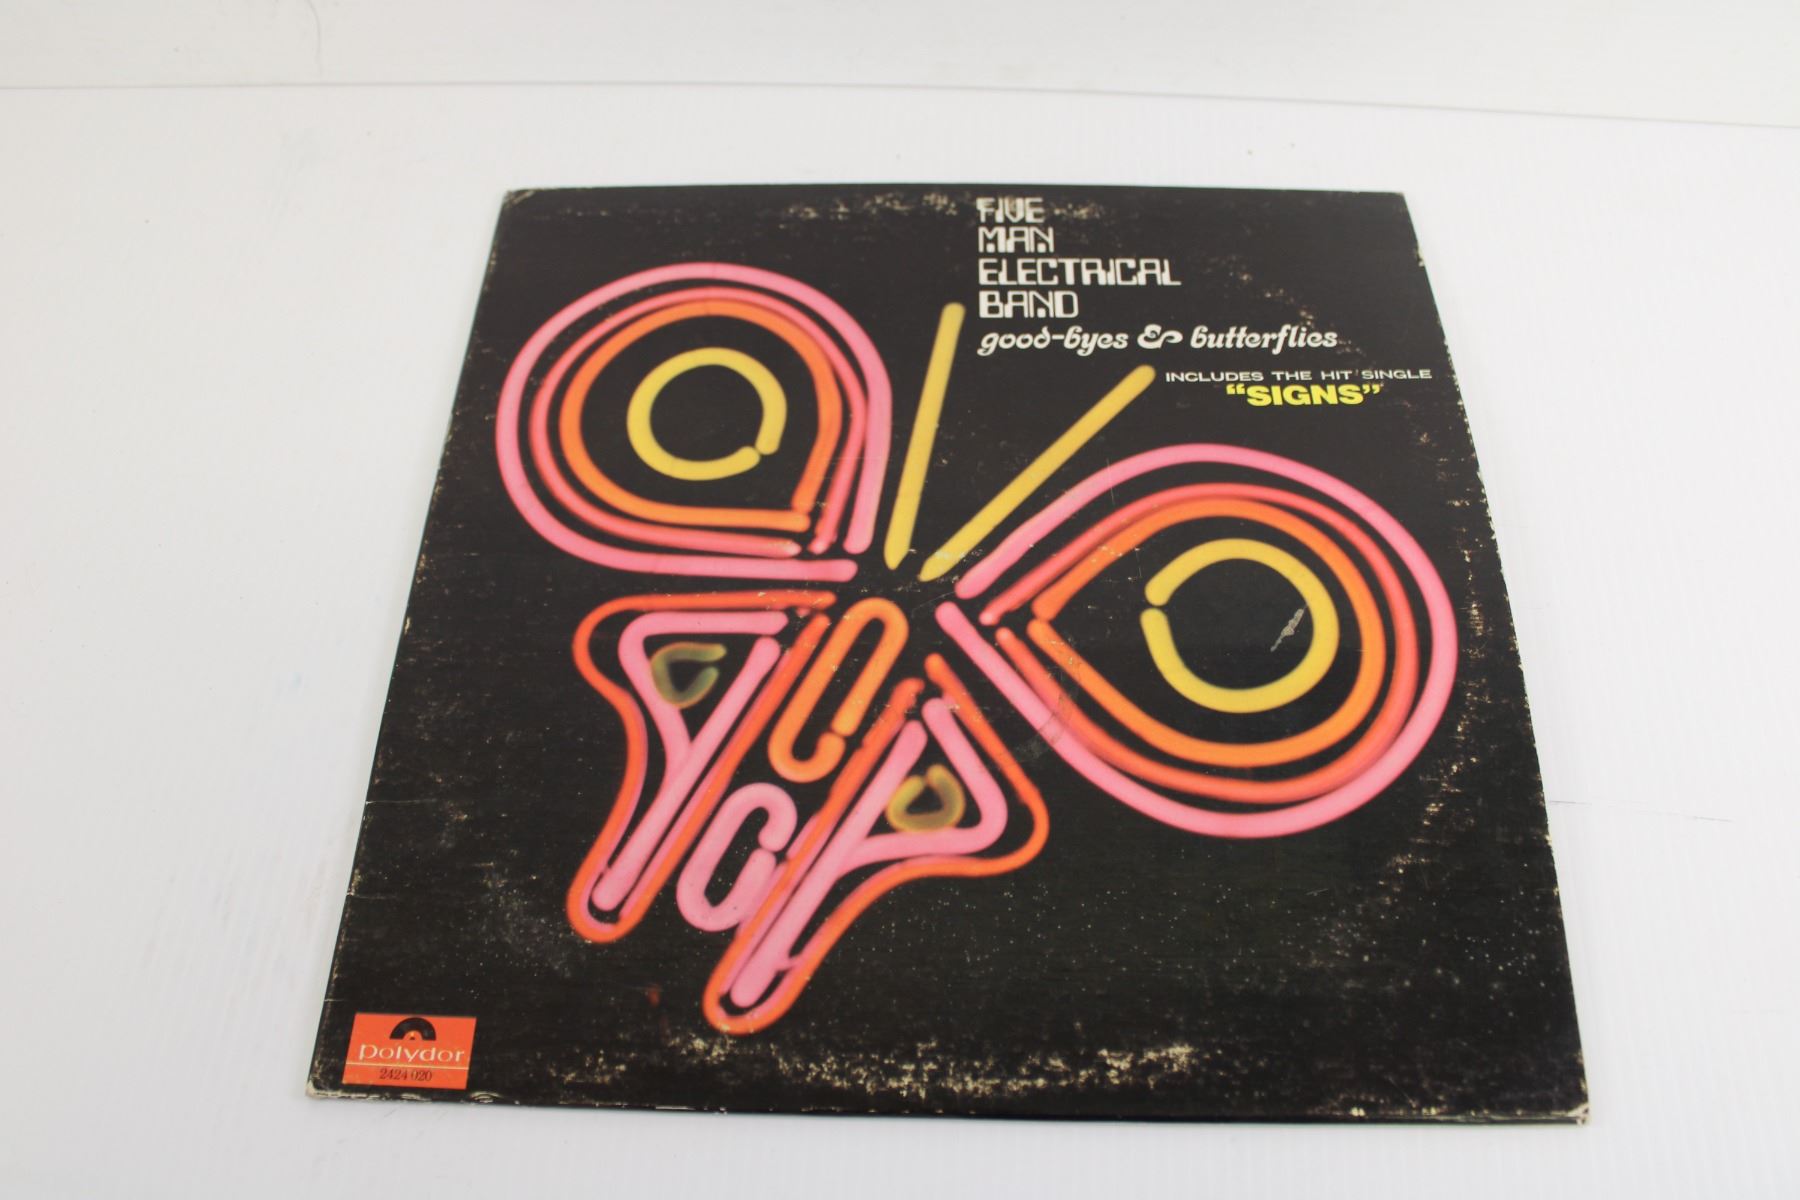 FIVE
MAN
ELECTRICAL
BAND
good-byes & butterflies
INCLUDES THE HIT SINGLE
“SIGNS”
polydor
2424 020